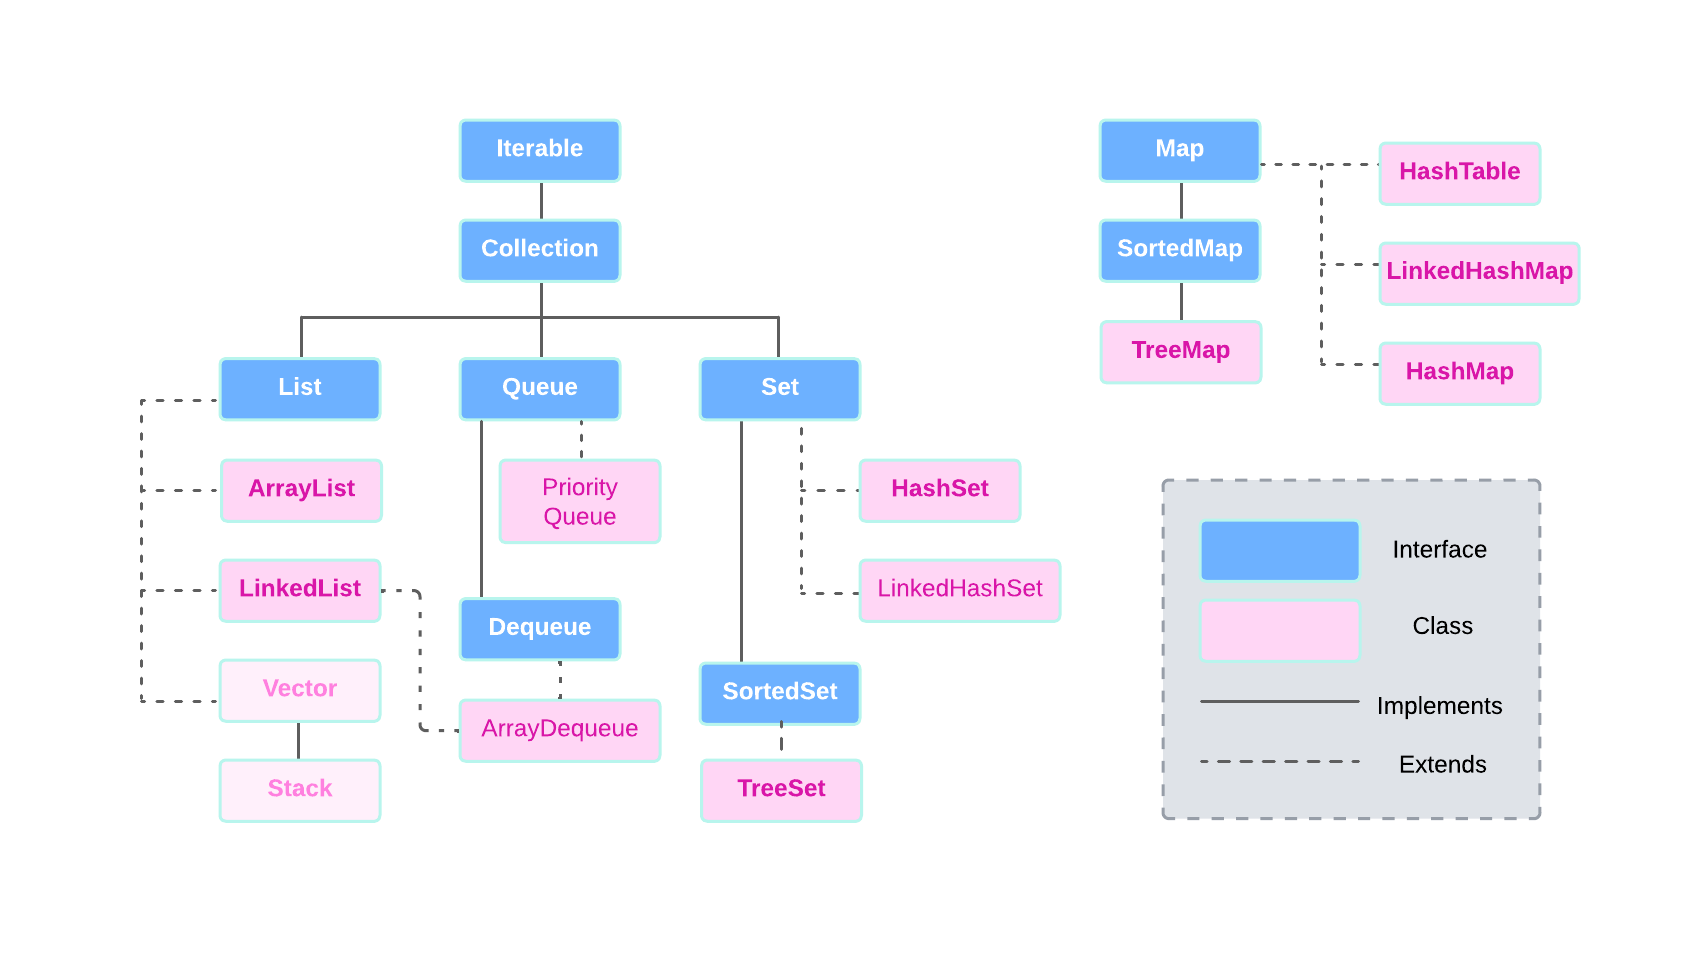 Iterable
Collection
List
Queue
Set
ArrayList
Priority
Queue
HashSet
LinkedList
LinkedHashSet
Dequeue
Vector
SortedSet
ArrayDequeue
Stack
TreeSet
Map
HashTable
SortedMap
LinkedHashMap
TreeMap
HashMap
Interface
Class
Implements
Extends